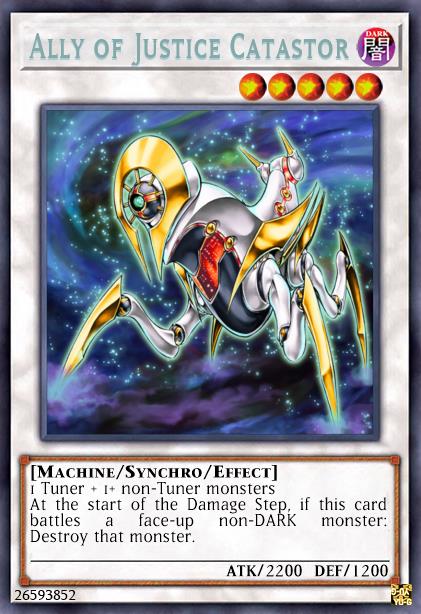 ALLY OF JUSTICE CATASTOR
DARK
闇
[MACHINE/SYNCHRO/EFFECT]
1 Tuner + 1+ non-Tuner monsters
At the start of the Damage Step, if this card
battles a face-up non-DARK monster:
Destroy that monster.
ATK/2200 DEF/1200
26593852